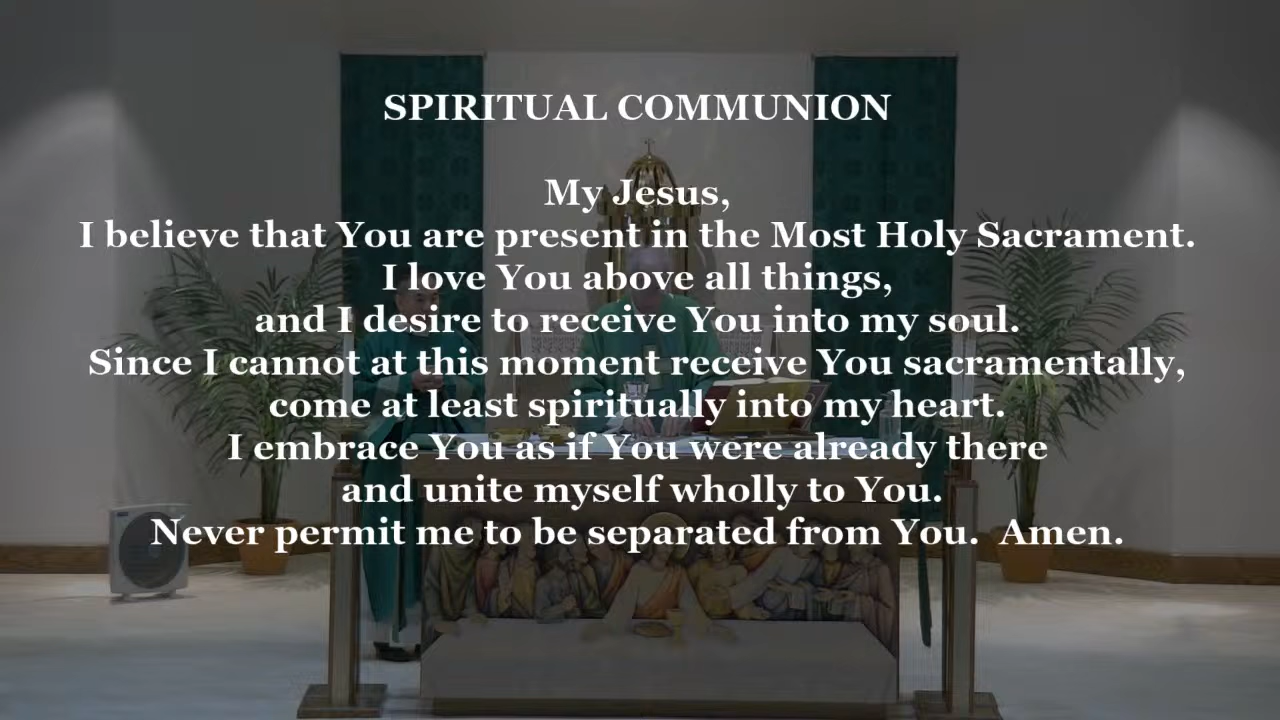 SPIRITUAL COMMUNION
My Jesus,
I believe that You are present in the Most Holy Sacrament.
I love You above all things,
and I desire to receive You into my soul.
Since I cannot at this moment receive You sacramentally,
come at least spiritually into my heart.
I embrace You as if You were already there
and unite myself wholly to You.
Never permit me to be separated from You.  Amen.